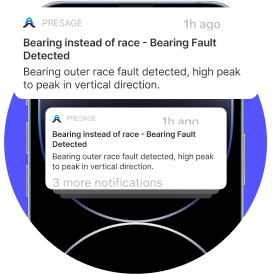 PRESAGE 1h ago
Bearing instead of race - Bearing Fault
Detected
Bearing outer race fault detected, high peak
to peak in vertical direction.
PRESAGE 1h ago
Bearing instead of race - Bearing Fault
Detected
Bearing outer race fault detected, high peak
to peak in vertical direction.
3 more notifications